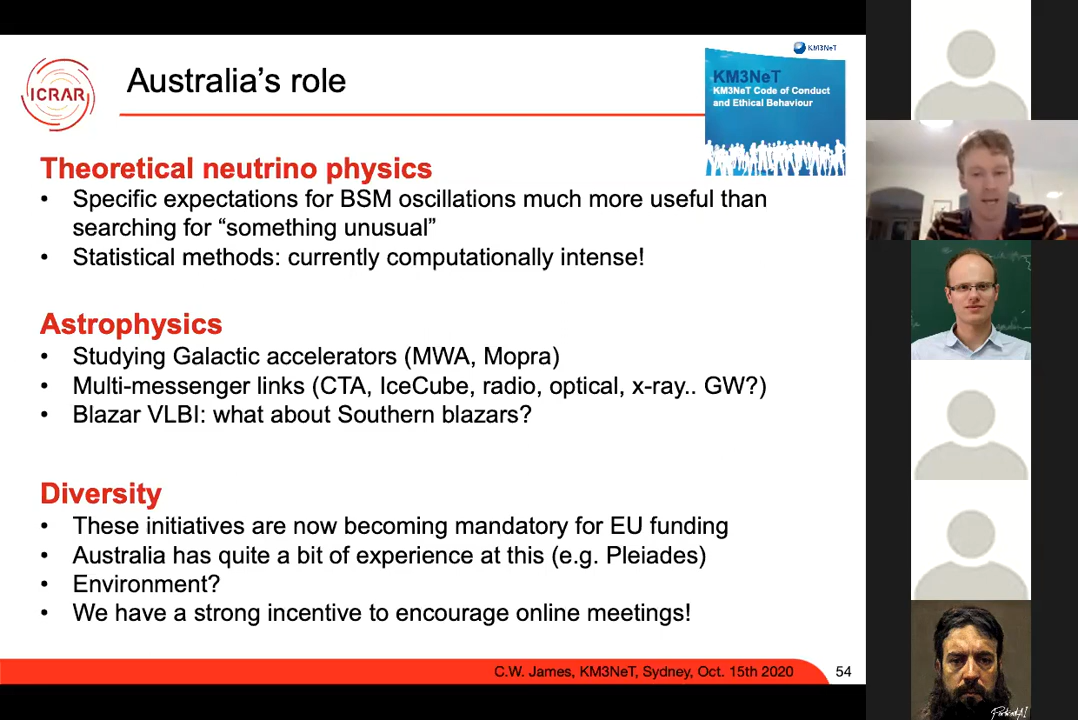 ICRAR
Australia's role
KM3NeT
KM3NeT
KM3NeT Code of Conduct
and Ethical Behaviour
Theoretical neutrino physics
• Specific expectations for BSM oscillations much more useful than
searching for “something unusual”
• Statistical methods: currently computationally intense!
Astrophysics
• Studying Galactic accelerators (MWA, Mopra)
• Multi-messenger links (CTA, IceCube, radio, optical, x-ray.. GW?)
• Blazar VLBI: what about Southern blazars?
Diversity
• These initiatives are now becoming mandatory for EU funding
• Australia has quite a bit of experience at this (e.g. Pleiades)
• Environment?
• We have a strong incentive to encourage online meetings!
C.W. James, KM3NeT, Sydney, Oct. 15th 2020
54